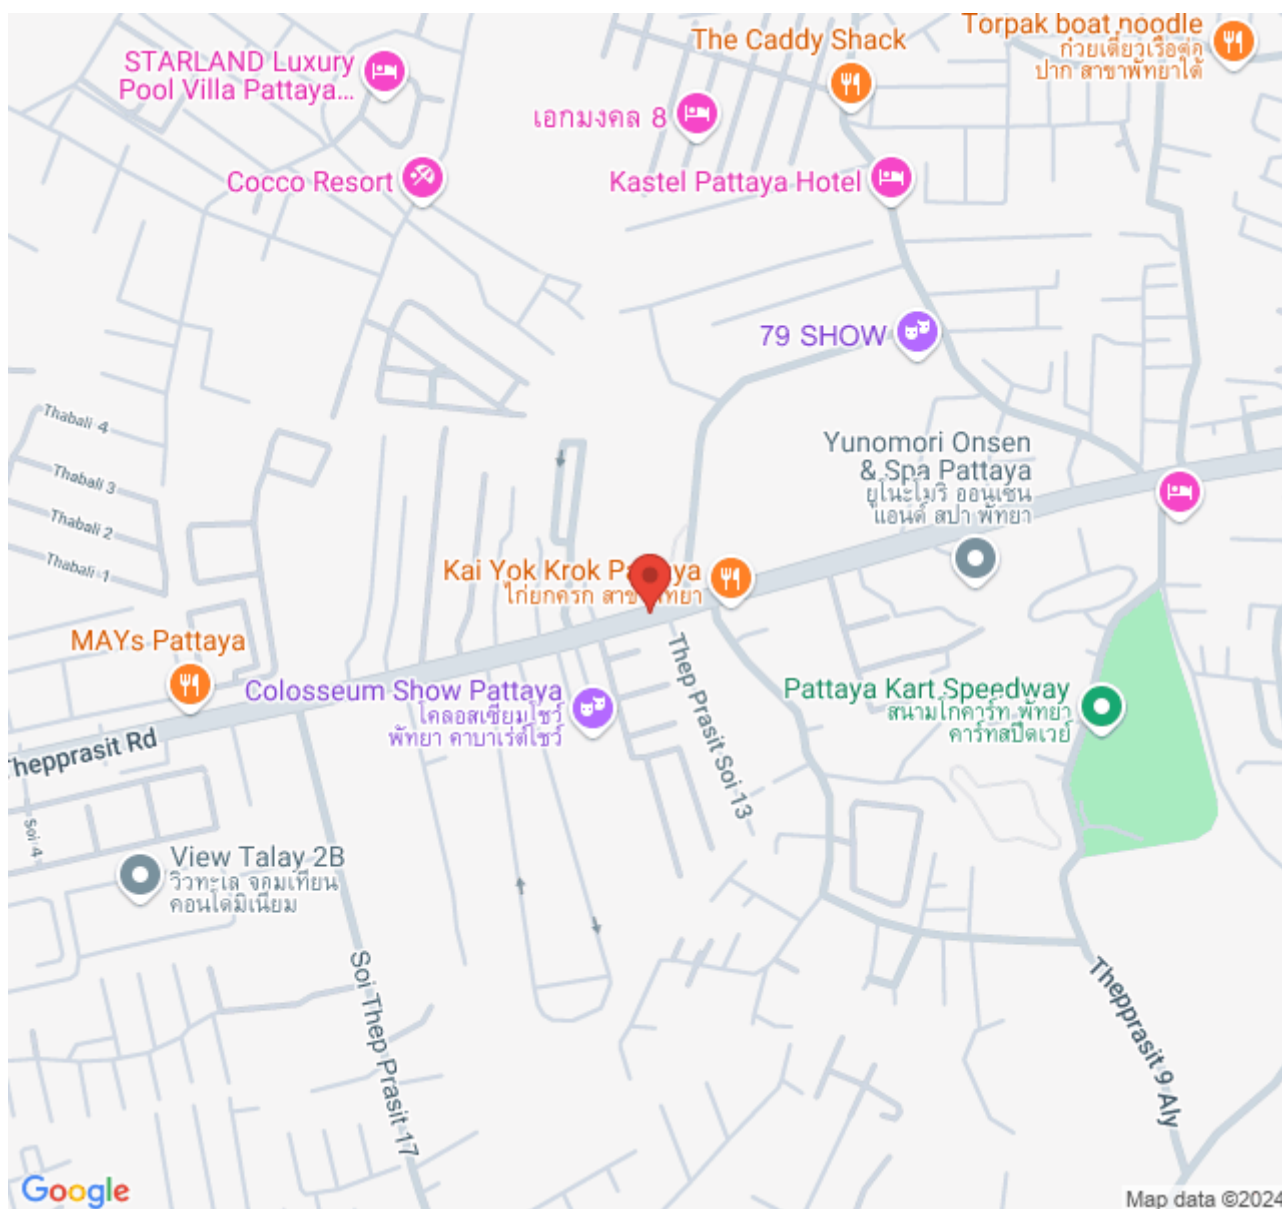 The Caddy Shack
Torpak boat noodle
ก๋วยเตี๋ยวเรือต่อ
ปาก สาขาพัทยาใต้
STARLAND Luxury
Pool Villa Pattaya...
เอกมงคล 8
Cocco Resort
Kastel Pattaya Hotel
79 SHOW
Thabali 4
Thabali 3
Thabali 2
Thabali 1
Yunomori Onsen
& Spa Pattaya
ยูโนะโมริ ออนเซ็น
แอนด์ สปา พัทยา
Kai Yok Krok
ไก่ยกครก
MAYs Pattaya
Colosseum Show Pattaya
โคลอสเซียมโชว์
พัทยา คาบาเร่ต์โชว์
Thep Prasit Soi 13
Pattaya Kart Speedway
สนามโกคาร์ท พัทยา
คาร์ทสปีดเวย์
Thepprasit Rd
Soi 4
View Talay 2B
วิวทะเล จอมเทียน
คอนโดมิเนียม
Soi Thep Prasit 17
Thepprasit 9 Aly
Google
Map data ©2024